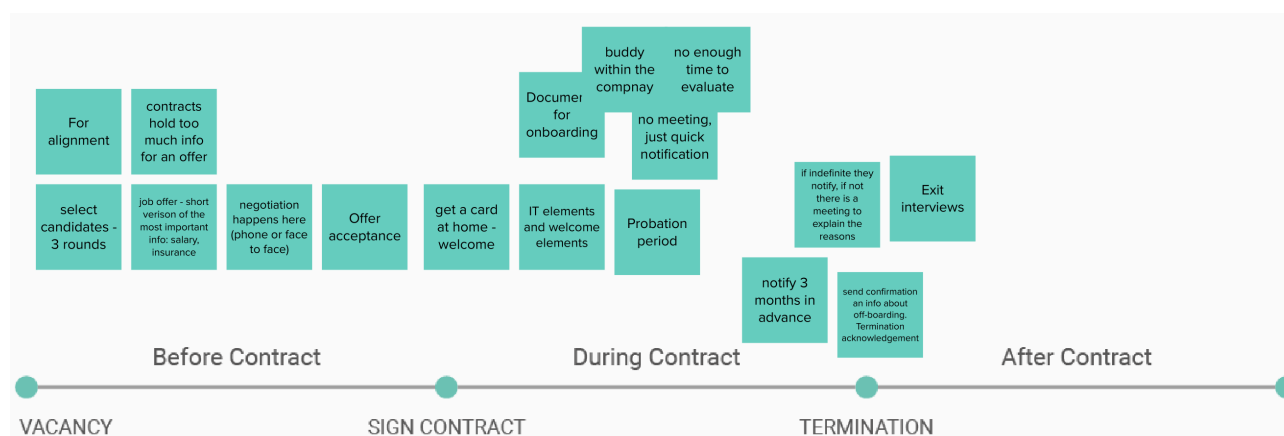 For
alignment
contracts
hold too
much info
for an offer
select
candidates -
3 rounds
job offer - short
verison of the
most important
info: salary,
insurance
negotiation
happens here
(phone or face
to face)
Offer
acceptance
get a card
at home -
welcome
Documen
for
onboarding
buddy
within the
compnay
no enough
time to
evaluate
no meeting,
just quick
notification
IT elements
and welcome
elements
Probation
period
if indefinite they
notify, if not
there is a
meeting to
explain the
reasons
Exit
interviews
notify 3
months in
advance
send confirmation
an info about
off-boarding.
Termination
acknowledgement
Before Contract
During Contract
After Contract
VACANCY
SIGN CONTRACT
TERMINATION